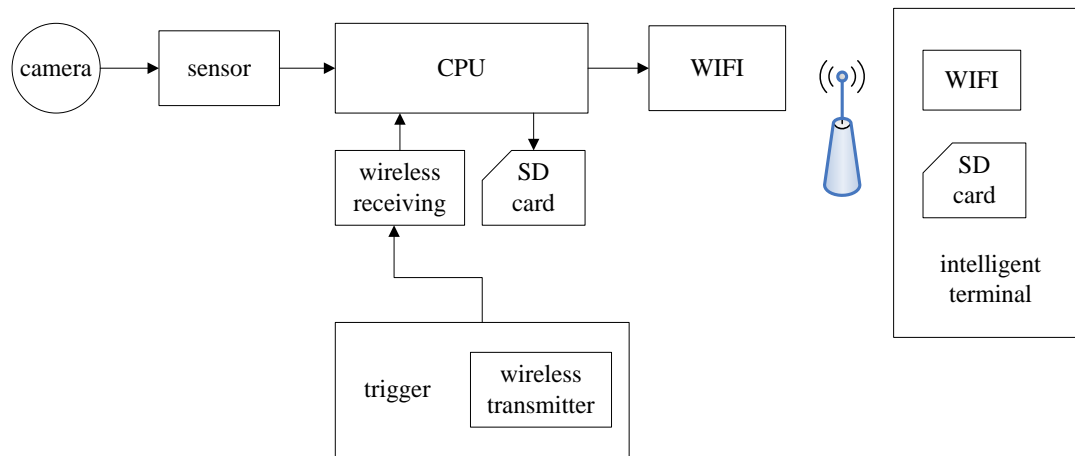 camera
sensor
CPU
WIFI
WIFI
wireless
receiving
SD
card
SD
card
intelligent
terminal
trigger
wireless
transmitter